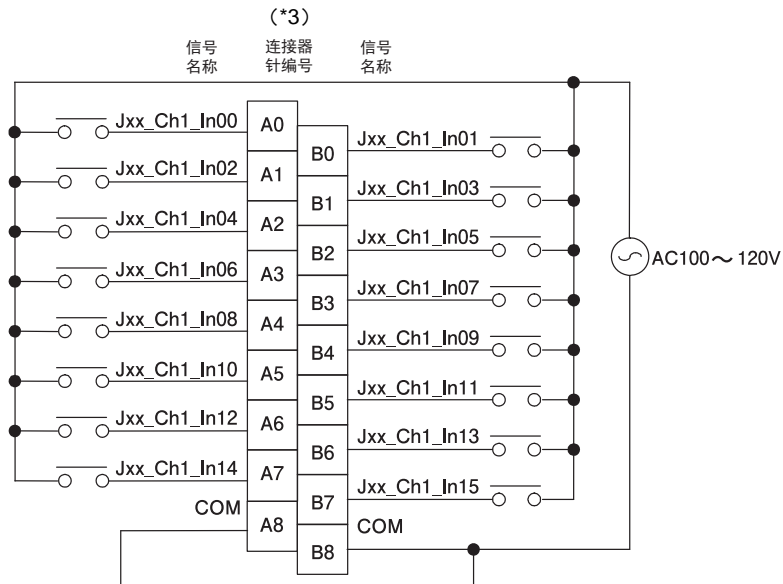 (*3)
信号 连接器 信号
名称 针编号 名称
Jxx_Ch1_In00 A0
B0 Jxx_Ch1_In01
Jxx_Ch1_In02 A1
B1 Jxx_Ch1_In03
Jxx_Ch1_In04 A2
B2 Jxx_Ch1_In05
Jxx_Ch1_In06 A3
AC100～120V
B3 Jxx_Ch1_In07
Jxx_Ch1_In08 A4
B4 Jxx_Ch1_In09
Jxx_Ch1_In10 A5
B5 Jxx_Ch1_In11
Jxx_Ch1_In12 A6
B6 Jxx_Ch1_In13
Jxx_Ch1_In14 A7
B7 Jxx_Ch1_In15
COM A8
B8 COM